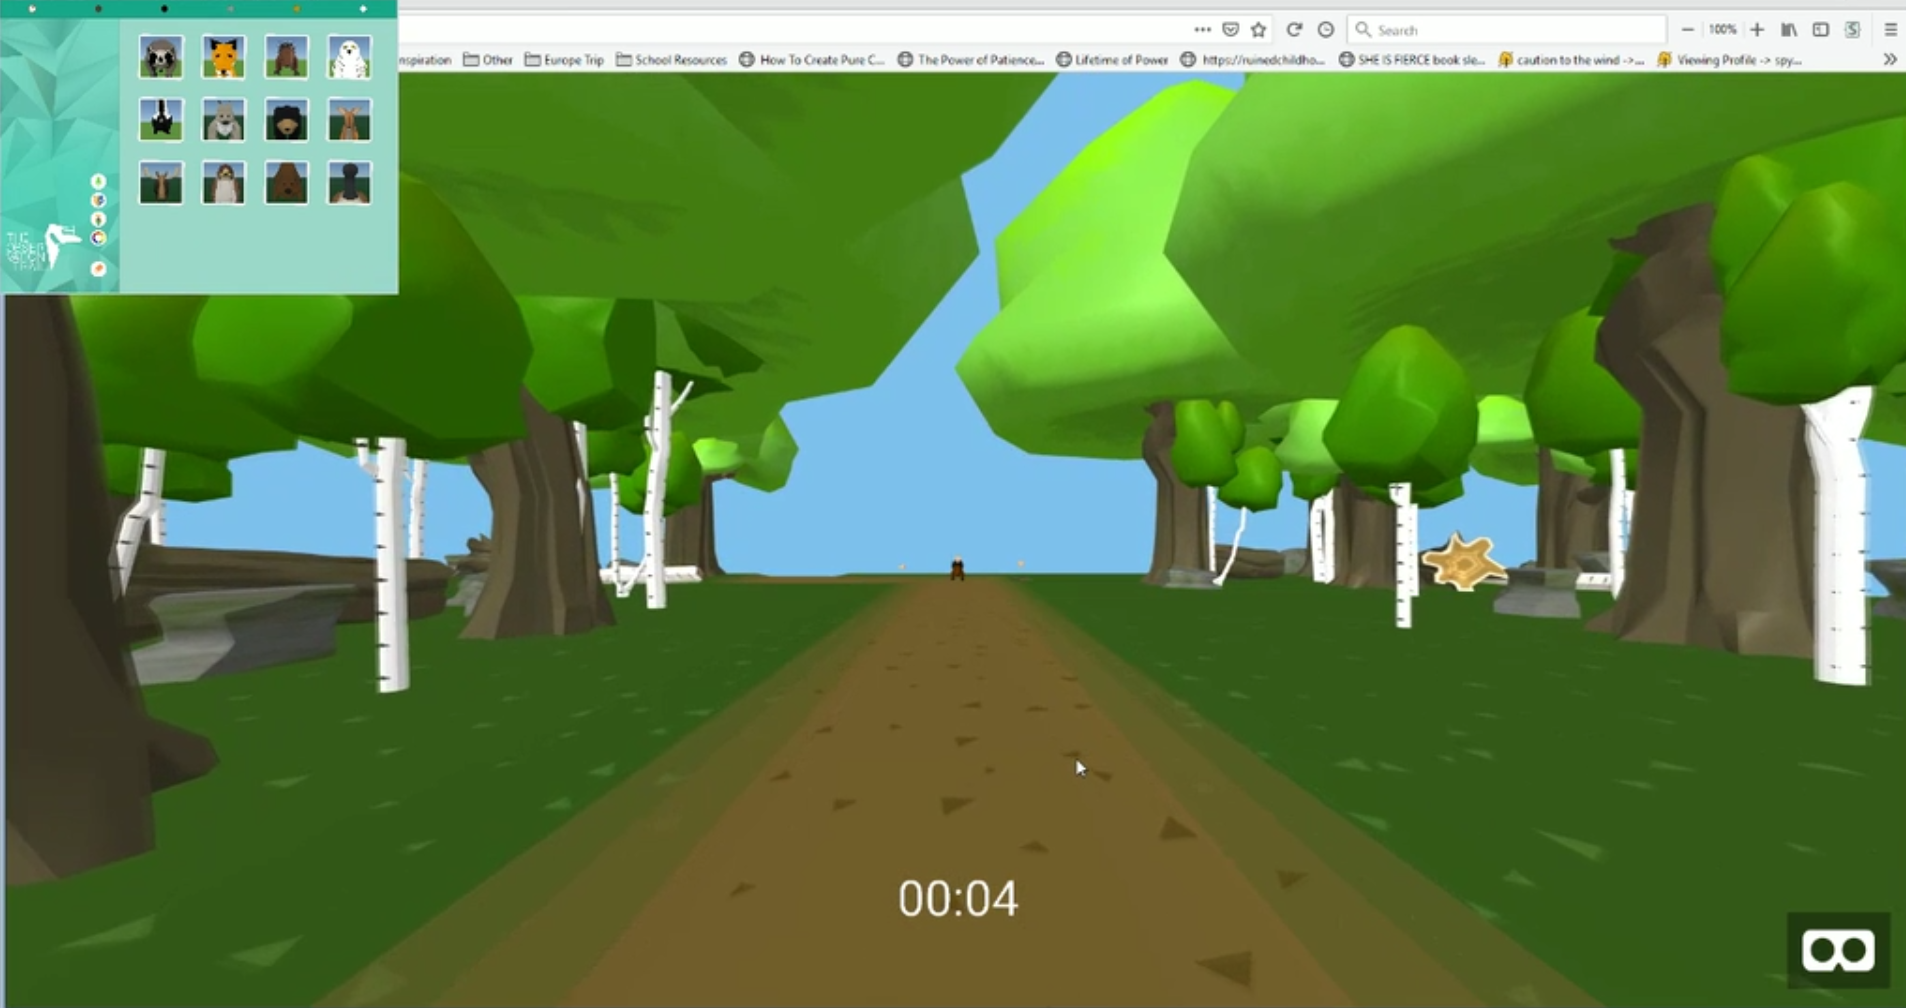 Search
100%
nspiration Other Europe Trip School Resources How To Create Pure C... The Power of Patience... Lifetime of Power https://ruinedchildho... SHE IS FIERCE book sle... caution to the wind ->... Viewing Profile -> spy...
00:04